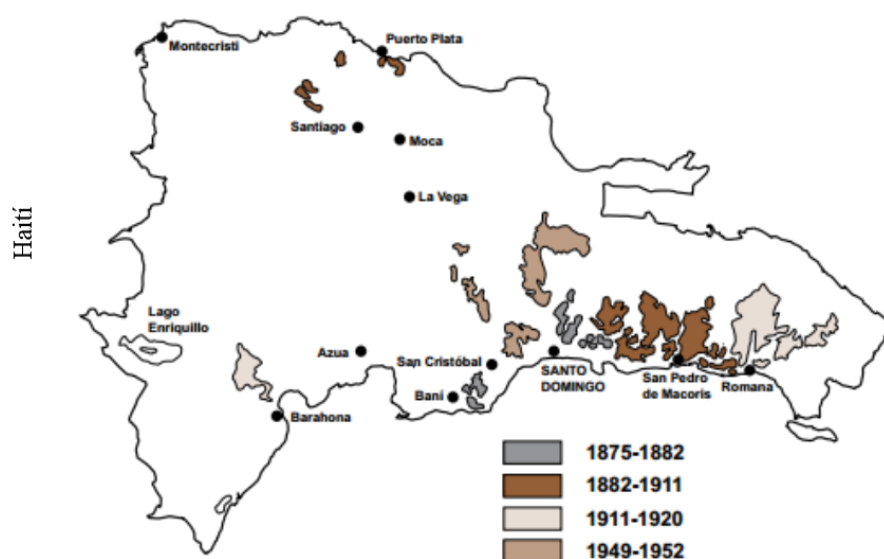 Montecristi
Puerto Plata
Santiago
Moca
La Vega
Haití
Lago
Enriquillo
Azua
San Cristóbal
Baní
SANTO
DOMINGO
San Pedro
de Macorís
Romana
Barahona
1875-1882
1882-1911
1911-1920
1949-1952